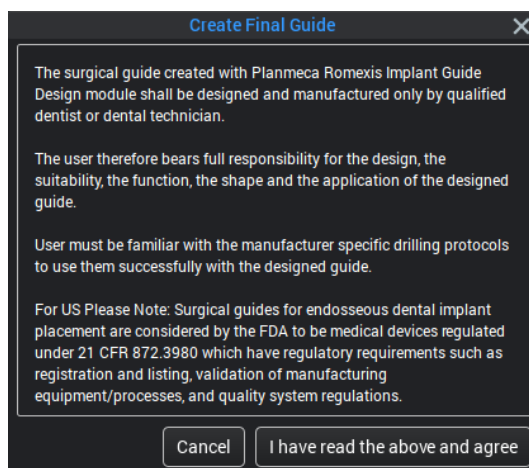 Create Final Guide
The surgical guide created with Planmeca Romexis Implant Guide
Design module shall be designed and manufactured only by qualified
dentist or dental technician.
The user therefore bears full responsibility for the design, the
suitability, the function, the shape and the application of the designed
guide.
User must be familiar with the manufacturer specific drilling protocols
to use them successfully with the designed guide.
For US Please Note: Surgical guides for endosseous dental implant
placement are considered by the FDA to be medical devices regulated
under 21 CFR 872.3980 which have regulatory requirements such as
registration and listing, validation of manufacturing
equipment/processes, and quality system regulations.
Cancel
I have read the above and agree